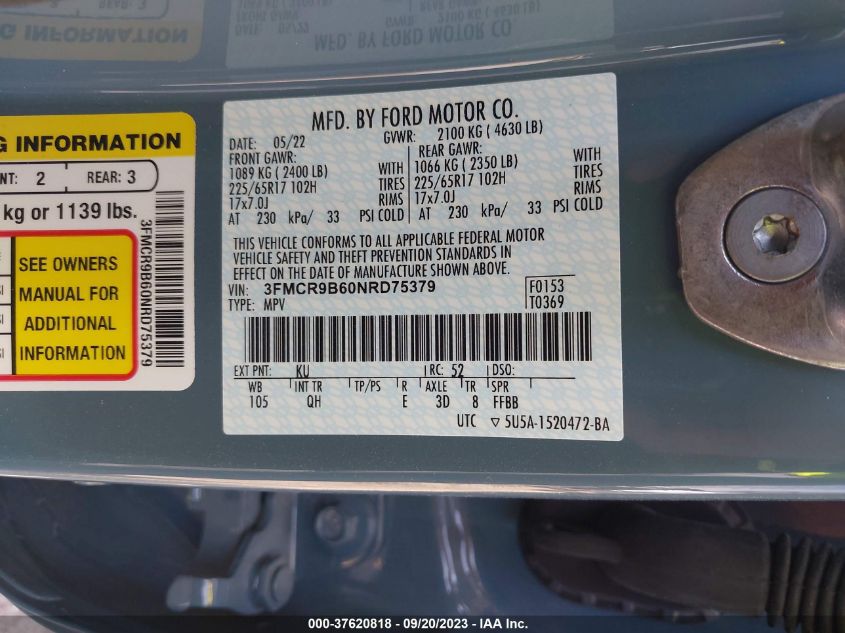 MFD. BY FORD MOTOR CO.
DATE: 05/22 GVWR: 2100 KG ( 4630 LB)
FRONT GAWR: REAR GAWR:
1089 KG ( 2400 LB) WITH 1066 KG ( 2350 LB) WITH
225/65R17 102H TIRES 225/65R17 102H TIRES
17x7.0J RIMS 17x7.0J RIMS
AT 230 kPa/ 33 PSI COLD AT 230 kPa/ 33 PSI COLD
THIS VEHICLE CONFORMS TO ALL APPLICABLE FEDERAL MOTOR
VEHICLE SAFETY AND THEFT PREVENTION STANDARDS IN
EFFECT ON THE DATE OF MANUFACTURE SHOWN ABOVE.
VIN: 3FMCR9B60NRD75379 F0153
TYPE: MPV T0369
EXT PNT: KU RC: 52 DSO:
WB INT TR TP/PS R AXLE TR SPR
105 QH E 3D 8 FFBB
UTC ▽ 5U5A-1520472-BA
G INFORMATION
NT: 2 REAR: 3
kg or 1139 lbs.
SEE OWNERS
MANUAL FOR
ADDITIONAL
INFORMATION
3FMCR9B60NRD75379
000-37620818 - 09/20/2023 - IAA Inc.